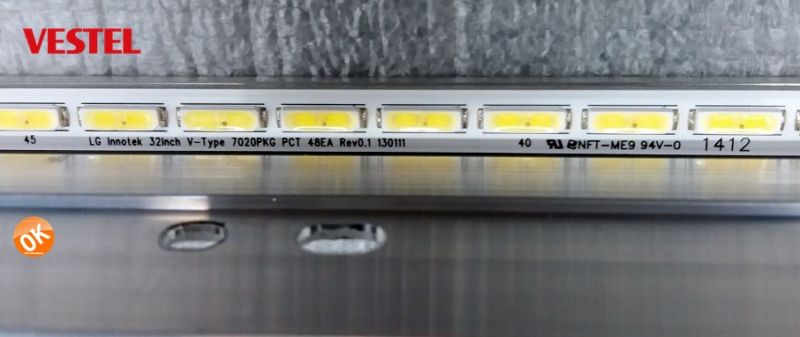 VESTEL
45 LG Innotek 32Inch V-Type 7020PKG PCT 48EA Rev0.1 130111 40 NFT-ME9 94V-0 1412
OK